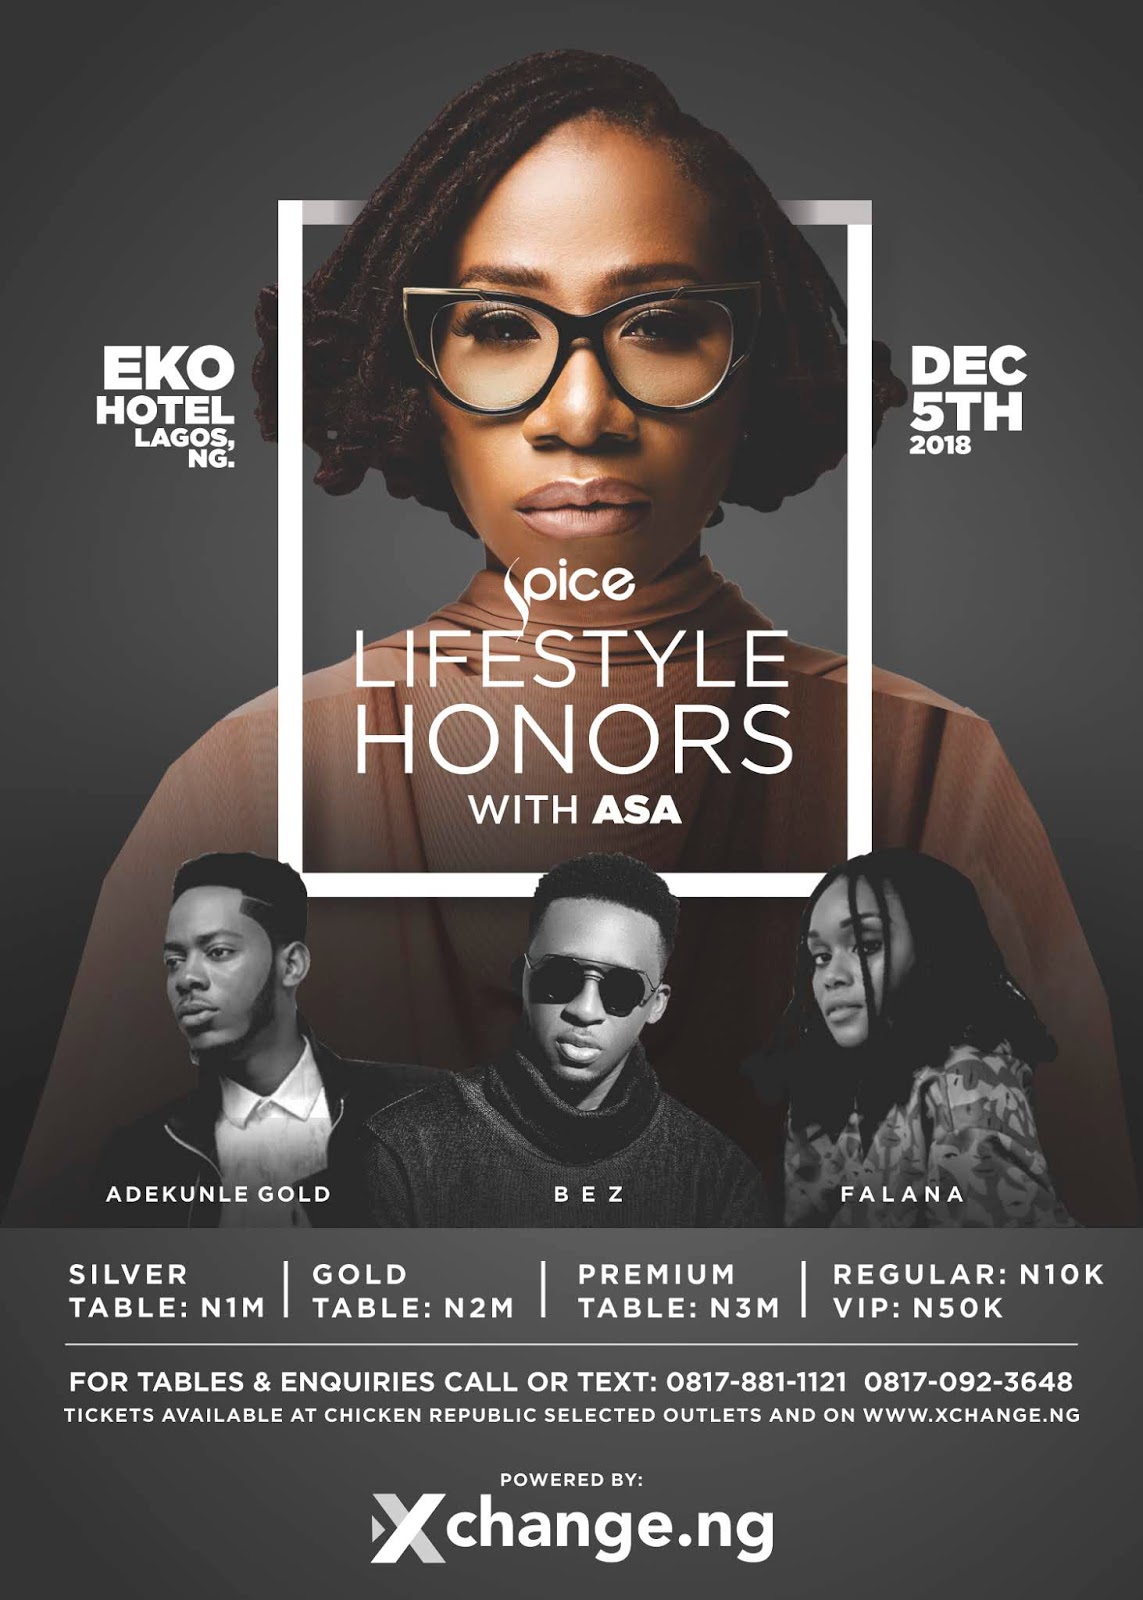 EKO
HOTEL
LAGOS,
NG.
DEC
5TH
2018
Spice
LIFESTYLE
HONORS
WITH ASA
ADEKUNLE GOLD
BEZ
FALANA
SILVER
TABLE: N1M
GOLD
TABLE: N2M
PREMIUM
TABLE: N3M
REGULAR: N10K
VIP: N50K
FOR TABLES & ENQUIRIES CALL OR TEXT: 0817-881-1121 0817-092-3648
TICKETS AVAILABLE AT CHICKEN REPUBLIC SELECTED OUTLETS AND ON WWW.XCHANGE.NG
POWERED BY:
Xchange.ng